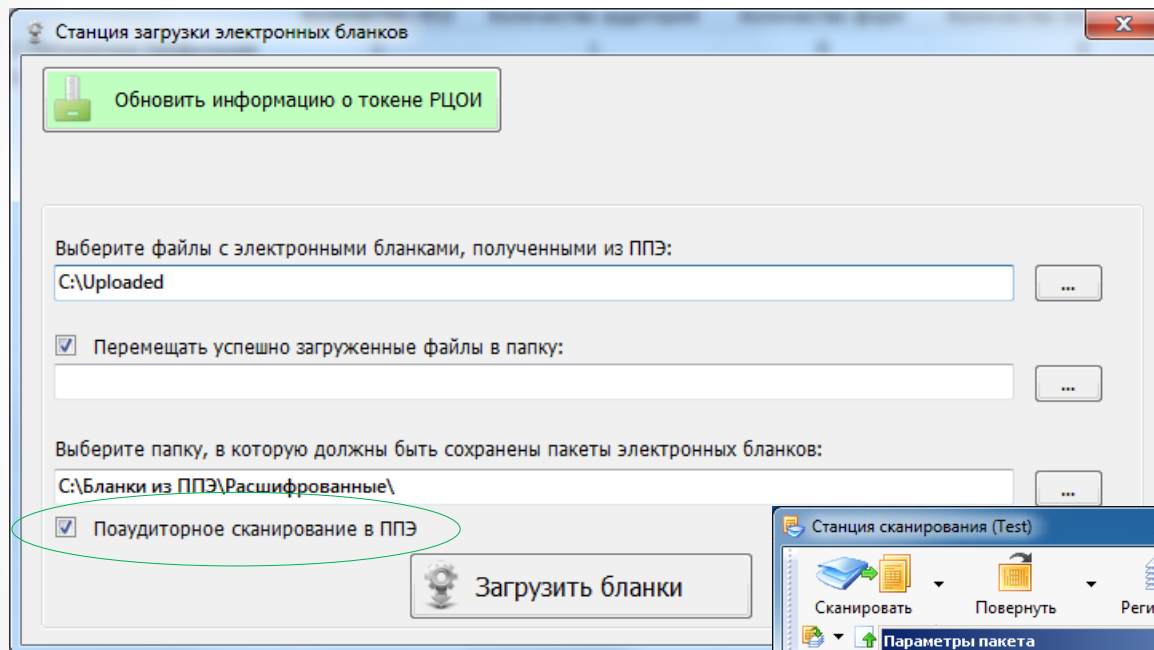 Станция загрузки электронных бланков
X
Обновить информацию о токене РЦОИ
Выберите файлы с электронными бланками, полученными из ППЭ:
C:\Uploaded
...
Перемещать успешно загруженные файлы в папку:
...
Выберите папку, в которую должны быть сохранены пакеты электронных бланков:
C:\Бланки из ППЭ\Расшифрованные\
...
Поаудиторное сканирование в ППЭ
Загрузить бланки
Станция сканирования (Test)
Сканировать
Повернуть
Реги
Параметры пакета